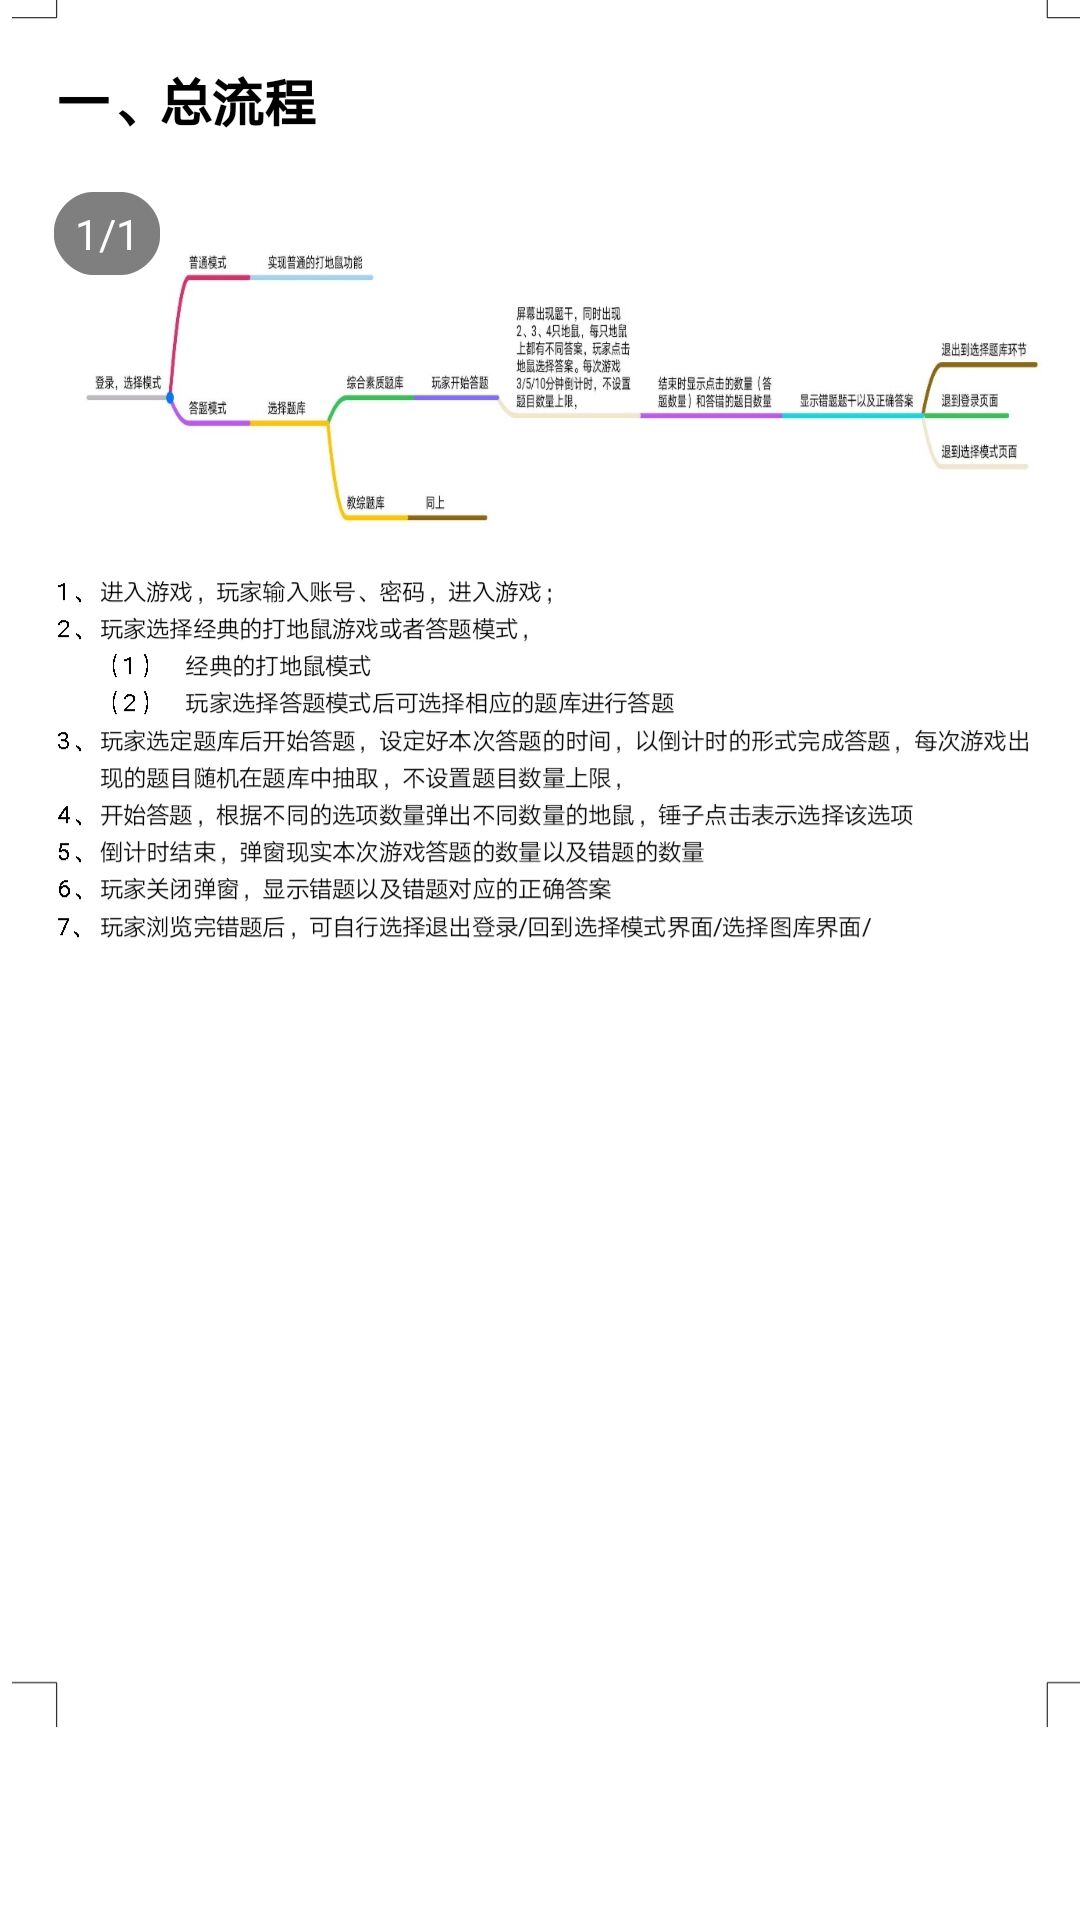 一、总流程
1/1
普通模式
实现普通的打地鼠功能
登录，选择模式
答题模式
选择题库
综合素质题库
玩家开始答题
屏幕出现题干，同时出现
2、3、4只地鼠，每只地鼠
上都有不同答案，玩家点击
地鼠选择答案。每次游戏
3/5/10分钟倒计时，不设置
题目数量上限，
结束时显示点击的数量（答
题数量）和答错的题目数量
显示错题题干以及正确答案
退出到选择题库环节
退到登录页面
退到选择模式页面
教综题库
同上
1、进入游戏，玩家输入账号、密码，进入游戏；
2、玩家选择经典的打地鼠游戏或者答题模式，
（1） 经典的打地鼠模式
（2） 玩家选择答题模式后可选择相应的题库进行答题
3、玩家选定题库后开始答题，设定好本次答题的时间，以倒计时的形式完成答题，每次游戏出
现的题目随机在题库中抽取，不设置题目数量上限，
4、开始答题，根据不同的选项数量弹出不同数量的地鼠，锤子点击表示选择该选项
5、倒计时结束，弹窗现实本次游戏答题的数量以及错题的数量
6、玩家关闭弹窗，显示错题以及错题对应的正确答案
7、玩家浏览完错题后，可自行选择退出登录/回到选择模式界面/选择图库界面/